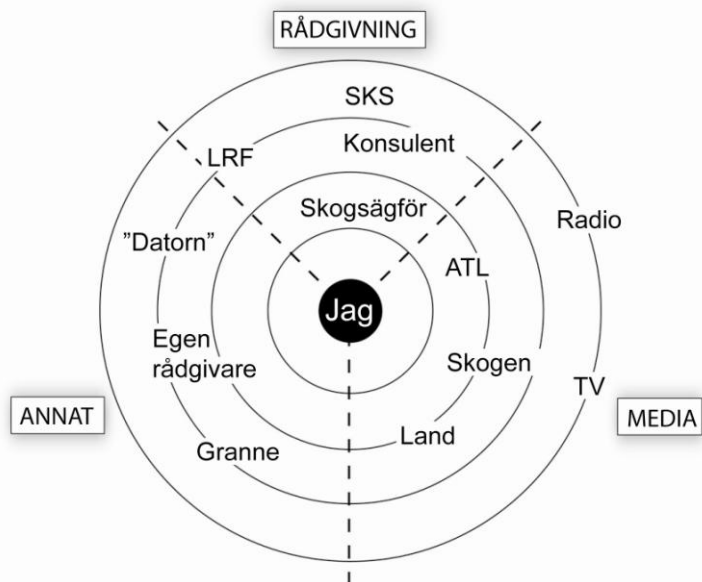 RÅDGIVNING
SKS
Konsulent
LRF
Skogsägför
Radio
”Datorn”
ATL
Jag
Egen
rådgivare
Skogen
TV
ANNAT
MEDIA
Land
Granne